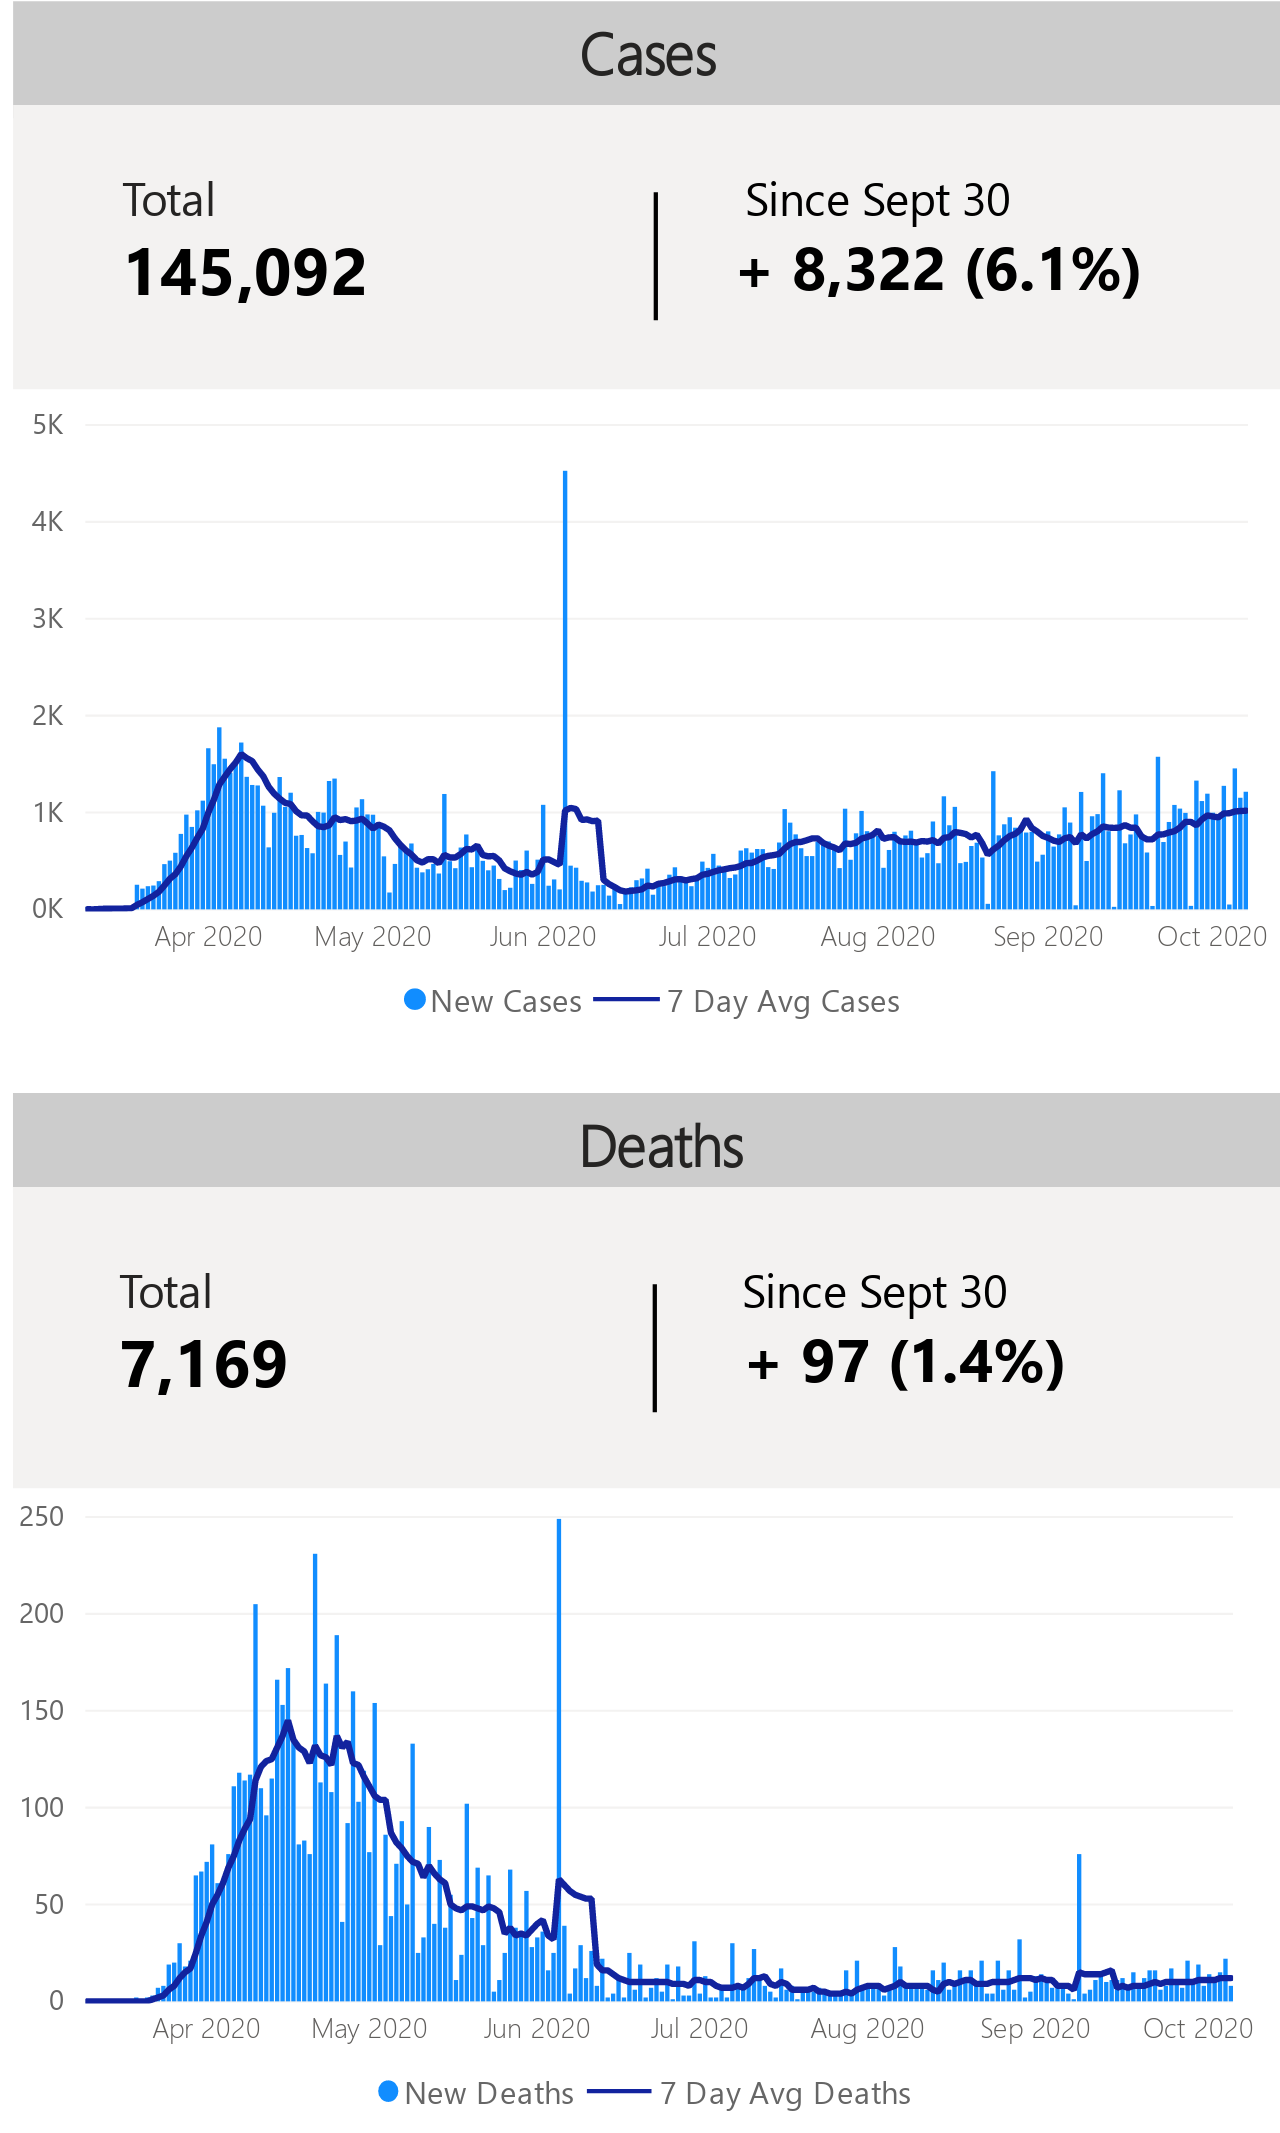 Cases
Total
Since Sept 30
145,092
+ 8,322 (6.1%)
5K
4K
3K
2K
1K
0K
Apr 2020 May 2020 Jun 2020 Jul 2020 Aug 2020 Sep 2020 Oct 2020
New Cases 7 Day Avg Cases
Deaths
Total
Since Sept 30
7,169
+ 97 (1.4%)
250
200
150
100
50
0
Apr 2020 May 2020 Jun 2020 Jul 2020 Aug 2020 Sep 2020 Oct 2020
New Deaths 7 Day Avg Deaths